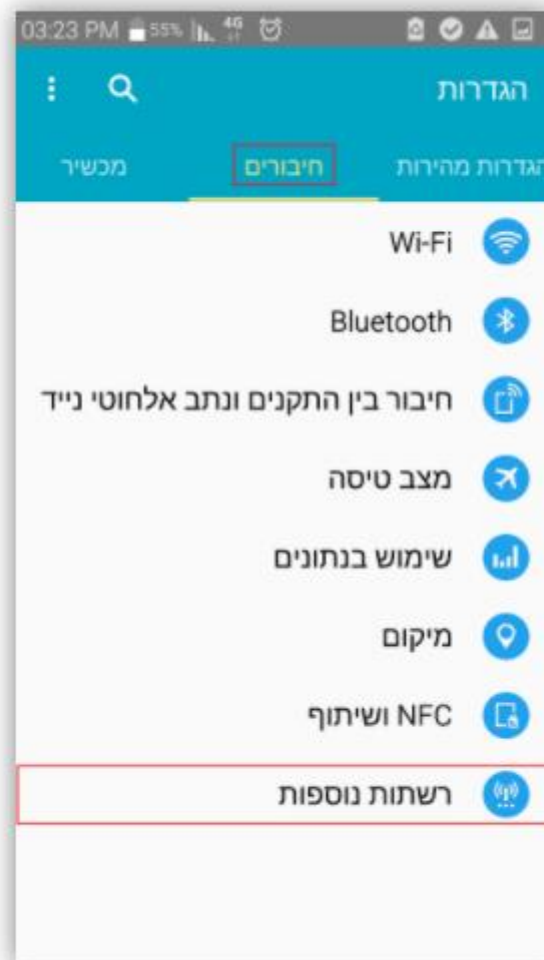 03:23 PM 55% 4G
הגדרות
הגדרות מהירות חיבורים מכשיר
Wi-Fi
Bluetooth
חיבור בין התקנים ונתב אלחוטי נייד
מצב טיסה
שימוש בנתונים
מיקום
NFC ושיתוף
רשתות נוספות